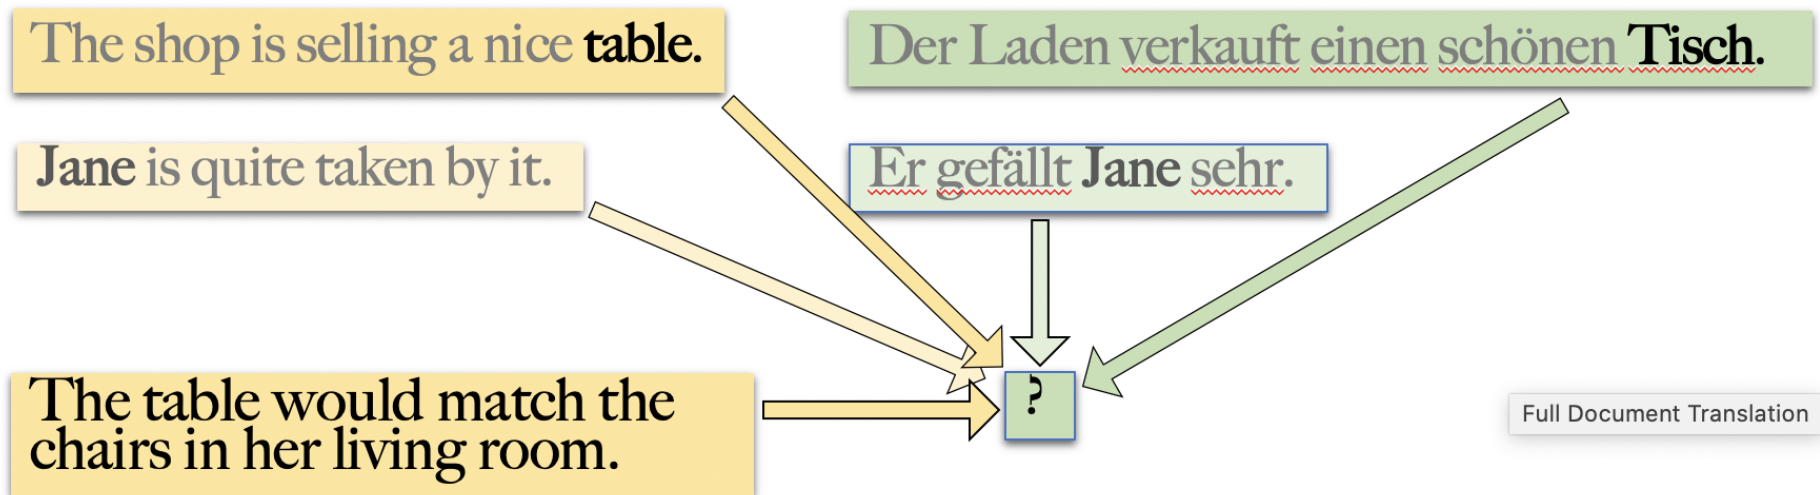 The shop is selling a nice table.
Der Laden verkauft einen schönen Tisch.
Jane is quite taken by it.
Er gefällt Jane sehr.
The table would match the
chairs in her living room.
?
Full Document Translation